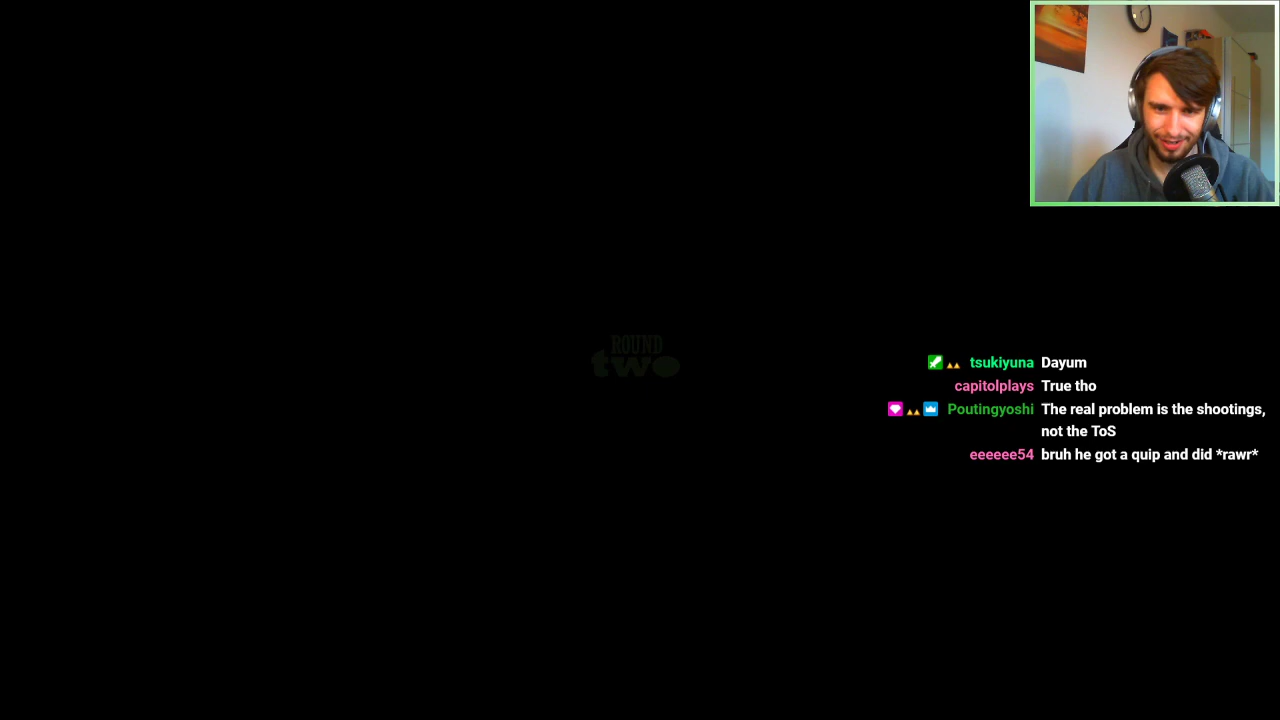 ROUND
two
tsukiyuna Dayum
capitolplays True tho
Poutingyoshi The real problem is the shootings,
not the ToS
eeeeee54 bruh he got a quip and did *rawr*